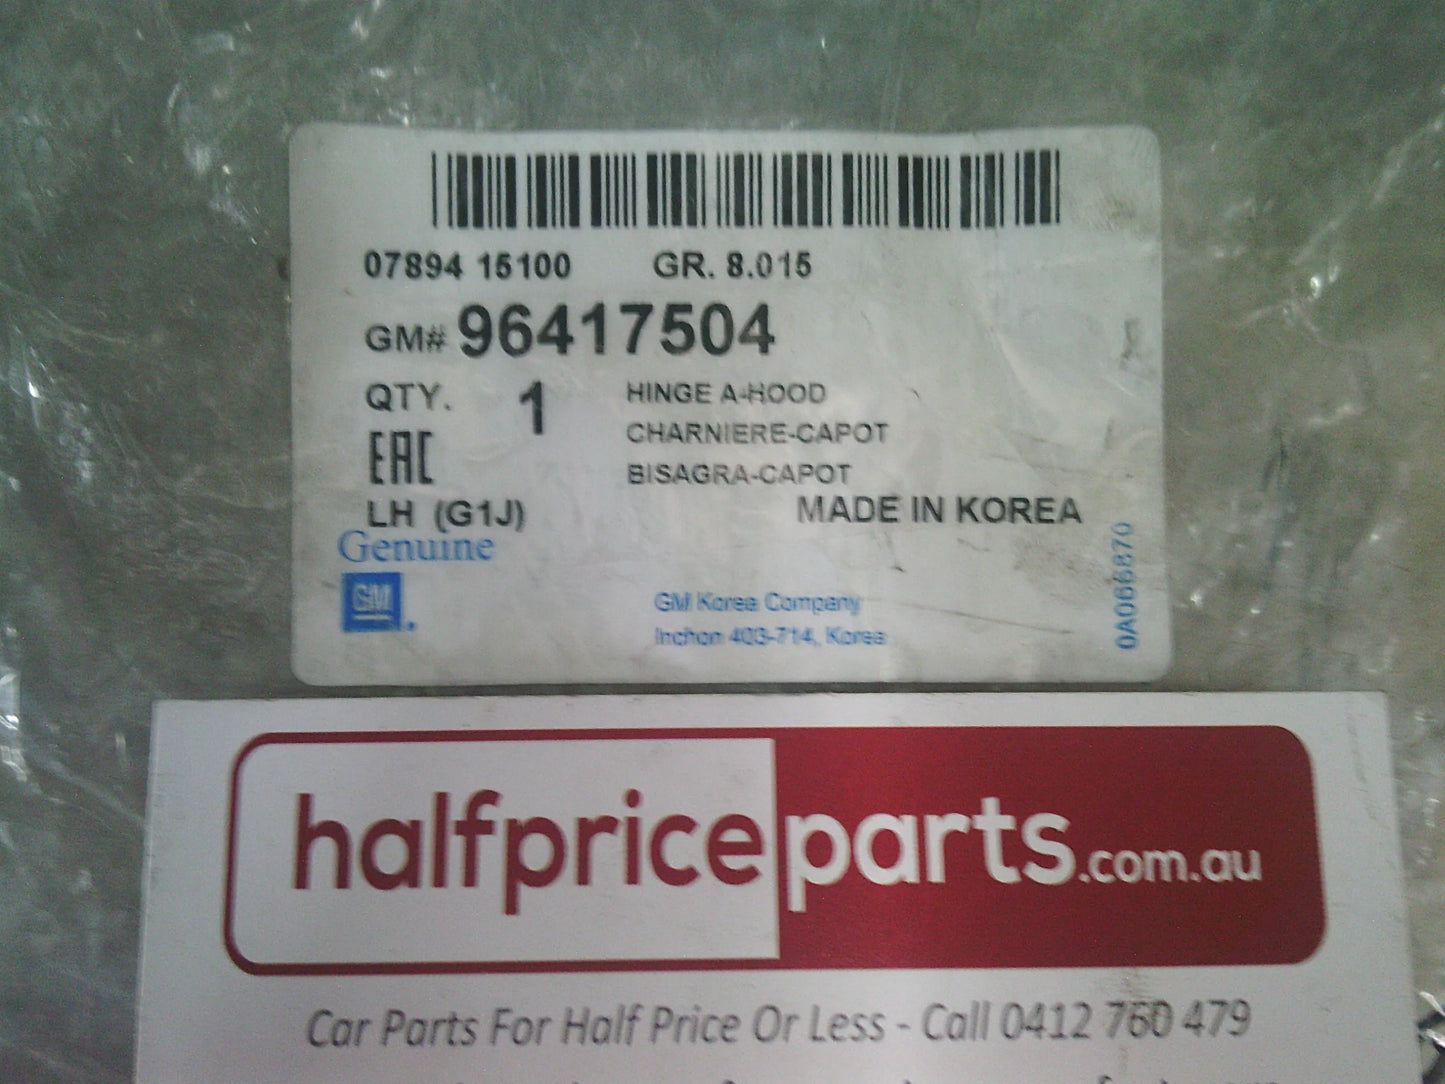 07894 15100 GR. 8.015
GM# 96417504
QTY. 1 HINGE A-HOOD
CHARNIERE-CAPOT
EAC
BISAGRA-CAPOT
LH (G1J) MADE IN KOREA
Genuine
GM
GM Korea Company
Inchon 403-714, Korea
0A066870
halfpriceparts.com.au
Car Parts For Half Price Or Less - Call 0412 760 479